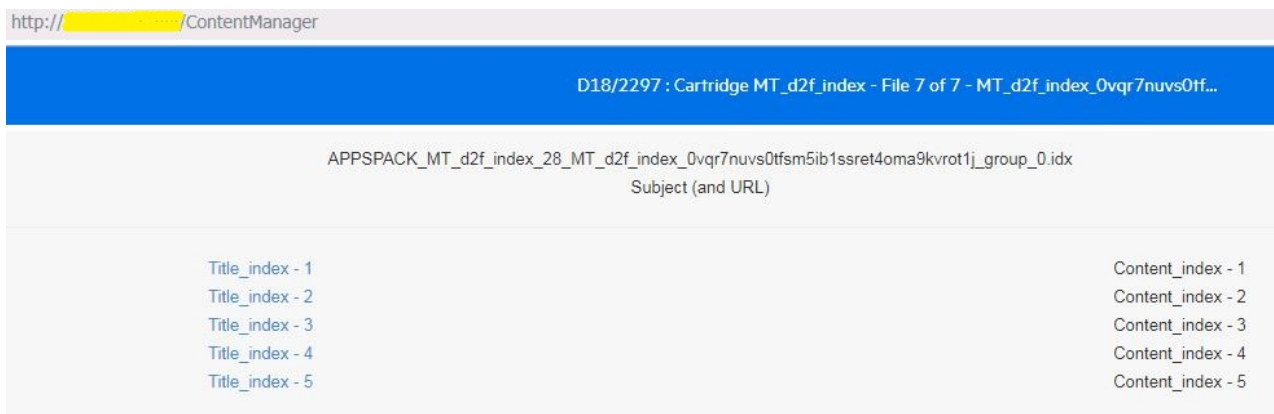 http:// /ContentManager
D18/2297 : Cartridge MT_d2f_index - File 7 of 7 - MT_d2f_index_0vqr7nuvs0tf...
APPSPACK_MT_d2f_index_28_MT_d2f_index_0vqr7nuvs0tfsm5ib1ssret4oma9kvrot1j_group_0.idx
Subject (and URL)
Title_index - 1 Content_index - 1
Title_index - 2 Content_index - 2
Title_index - 3 Content_index - 3
Title_index - 4 Content_index - 4
Title_index - 5 Content_index - 5